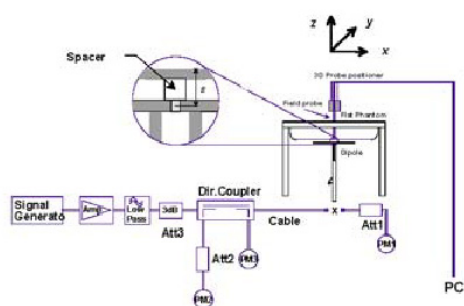 z
y
x
Spacer
s
3D Probe positioner
Field probe
Flat Phantom
Dipole
Dir.Coupler
Signal
Generato
Amp
Low
Pass
3dB
Cable
x
Att1
Att3
Att2
PM3
PM1
PM2
PC